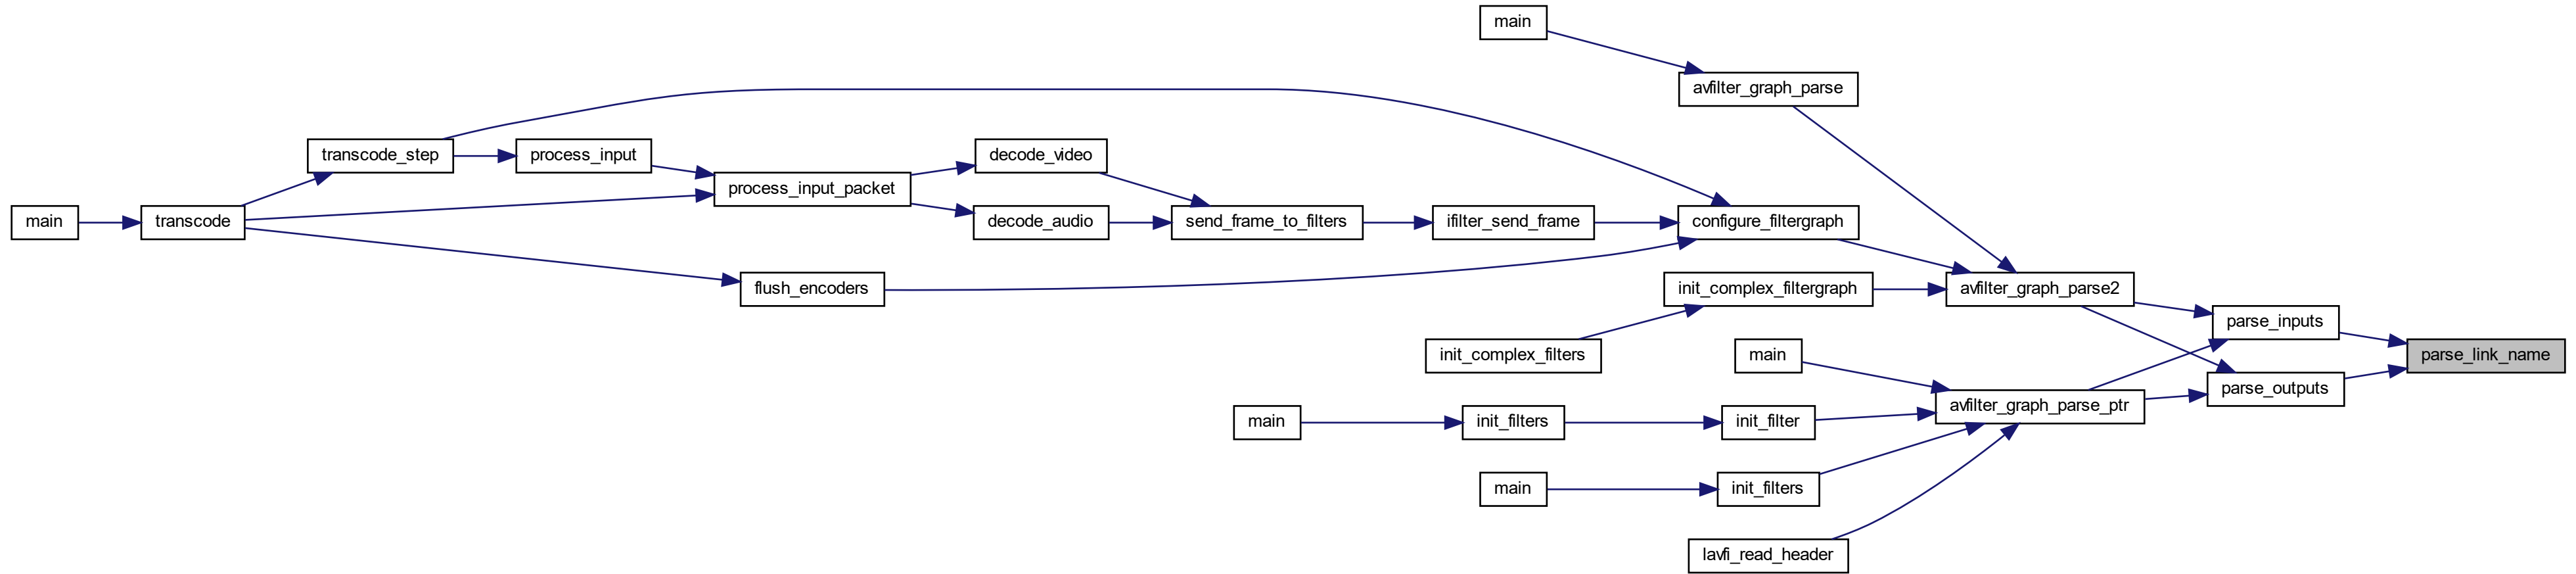 main
avfilter_graph_parse
transcode_step
process_input
decode_video
process_input_packet
main
transcode
decode_audio
send_frame_to_filters
ifilter_send_frame
configure_filtergraph
flush_encoders
init_complex_filtergraph
avfilter_graph_parse2
parse_inputs
init_complex_filters
main
parse_link_name
parse_outputs
avfilter_graph_parse_ptr
main
init_filters
init_filter
main
init_filters
lavfi_read_header